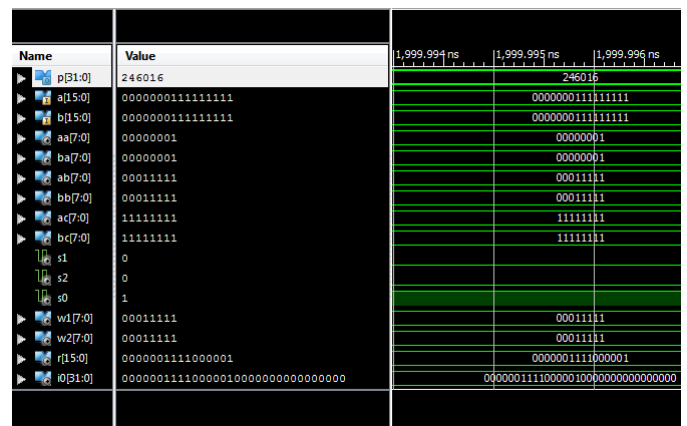 Name Value 1,999.994 ns 1,999.995 ns 1,999.996 ns
p[31:0] 246016 246016
a[15:0] 0000000111111111 0000000111111111
b[15:0] 0000000111111111 0000000111111111
aa[7:0] 00000001 00000001
ba[7:0] 00000001 00000001
ab[7:0] 00011111 00011111
bb[7:0] 00011111 00011111
ac[7:0] 11111111 11111111
bc[7:0] 11111111 11111111
s1 0
s2 0
s0 1
w1[7:0] 00011111 00011111
w2[7:0] 00011111 00011111
r[15:0] 0000001111000001 0000001111000001
i0[31:0] 00000011110000010000000000000000 00000011110000010000000000000000